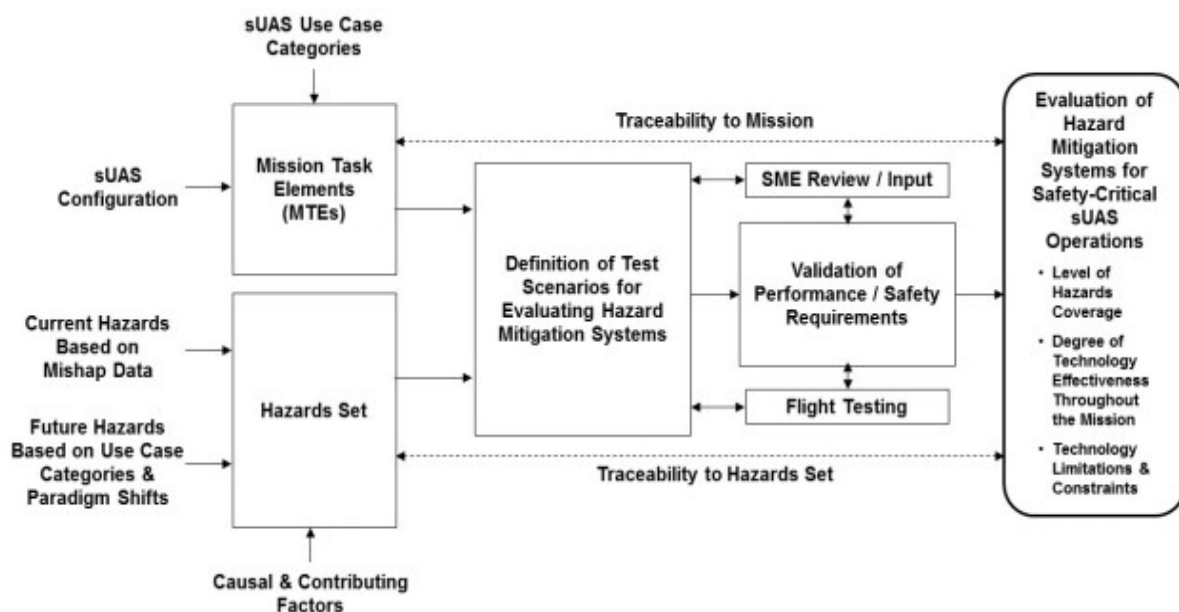 sUAS Use Case
Categories
sUAS
Configuration
Mission Task
Elements
(MTEs)
Traceability to Mission
Current Hazards
Based on
Mishap Data
Future Hazards
Based on Use Case
Categories &
Paradigm Shifts
Hazards Set
Causal & Contributing
Factors
Definition of Test
Scenarios for
Evaluating Hazard
Mitigation Systems
SME Review / Input
Validation of
Performance / Safety
Requirements
Flight Testing
Traceability to Hazards Set
Evaluation of
Hazard
Mitigation
Systems for
Safety-Critical
sUAS
Operations
• Level of
Hazards
Coverage
• Degree of
Technology
Effectiveness
Throughout
the Mission
• Technology
Limitations &
Constraints